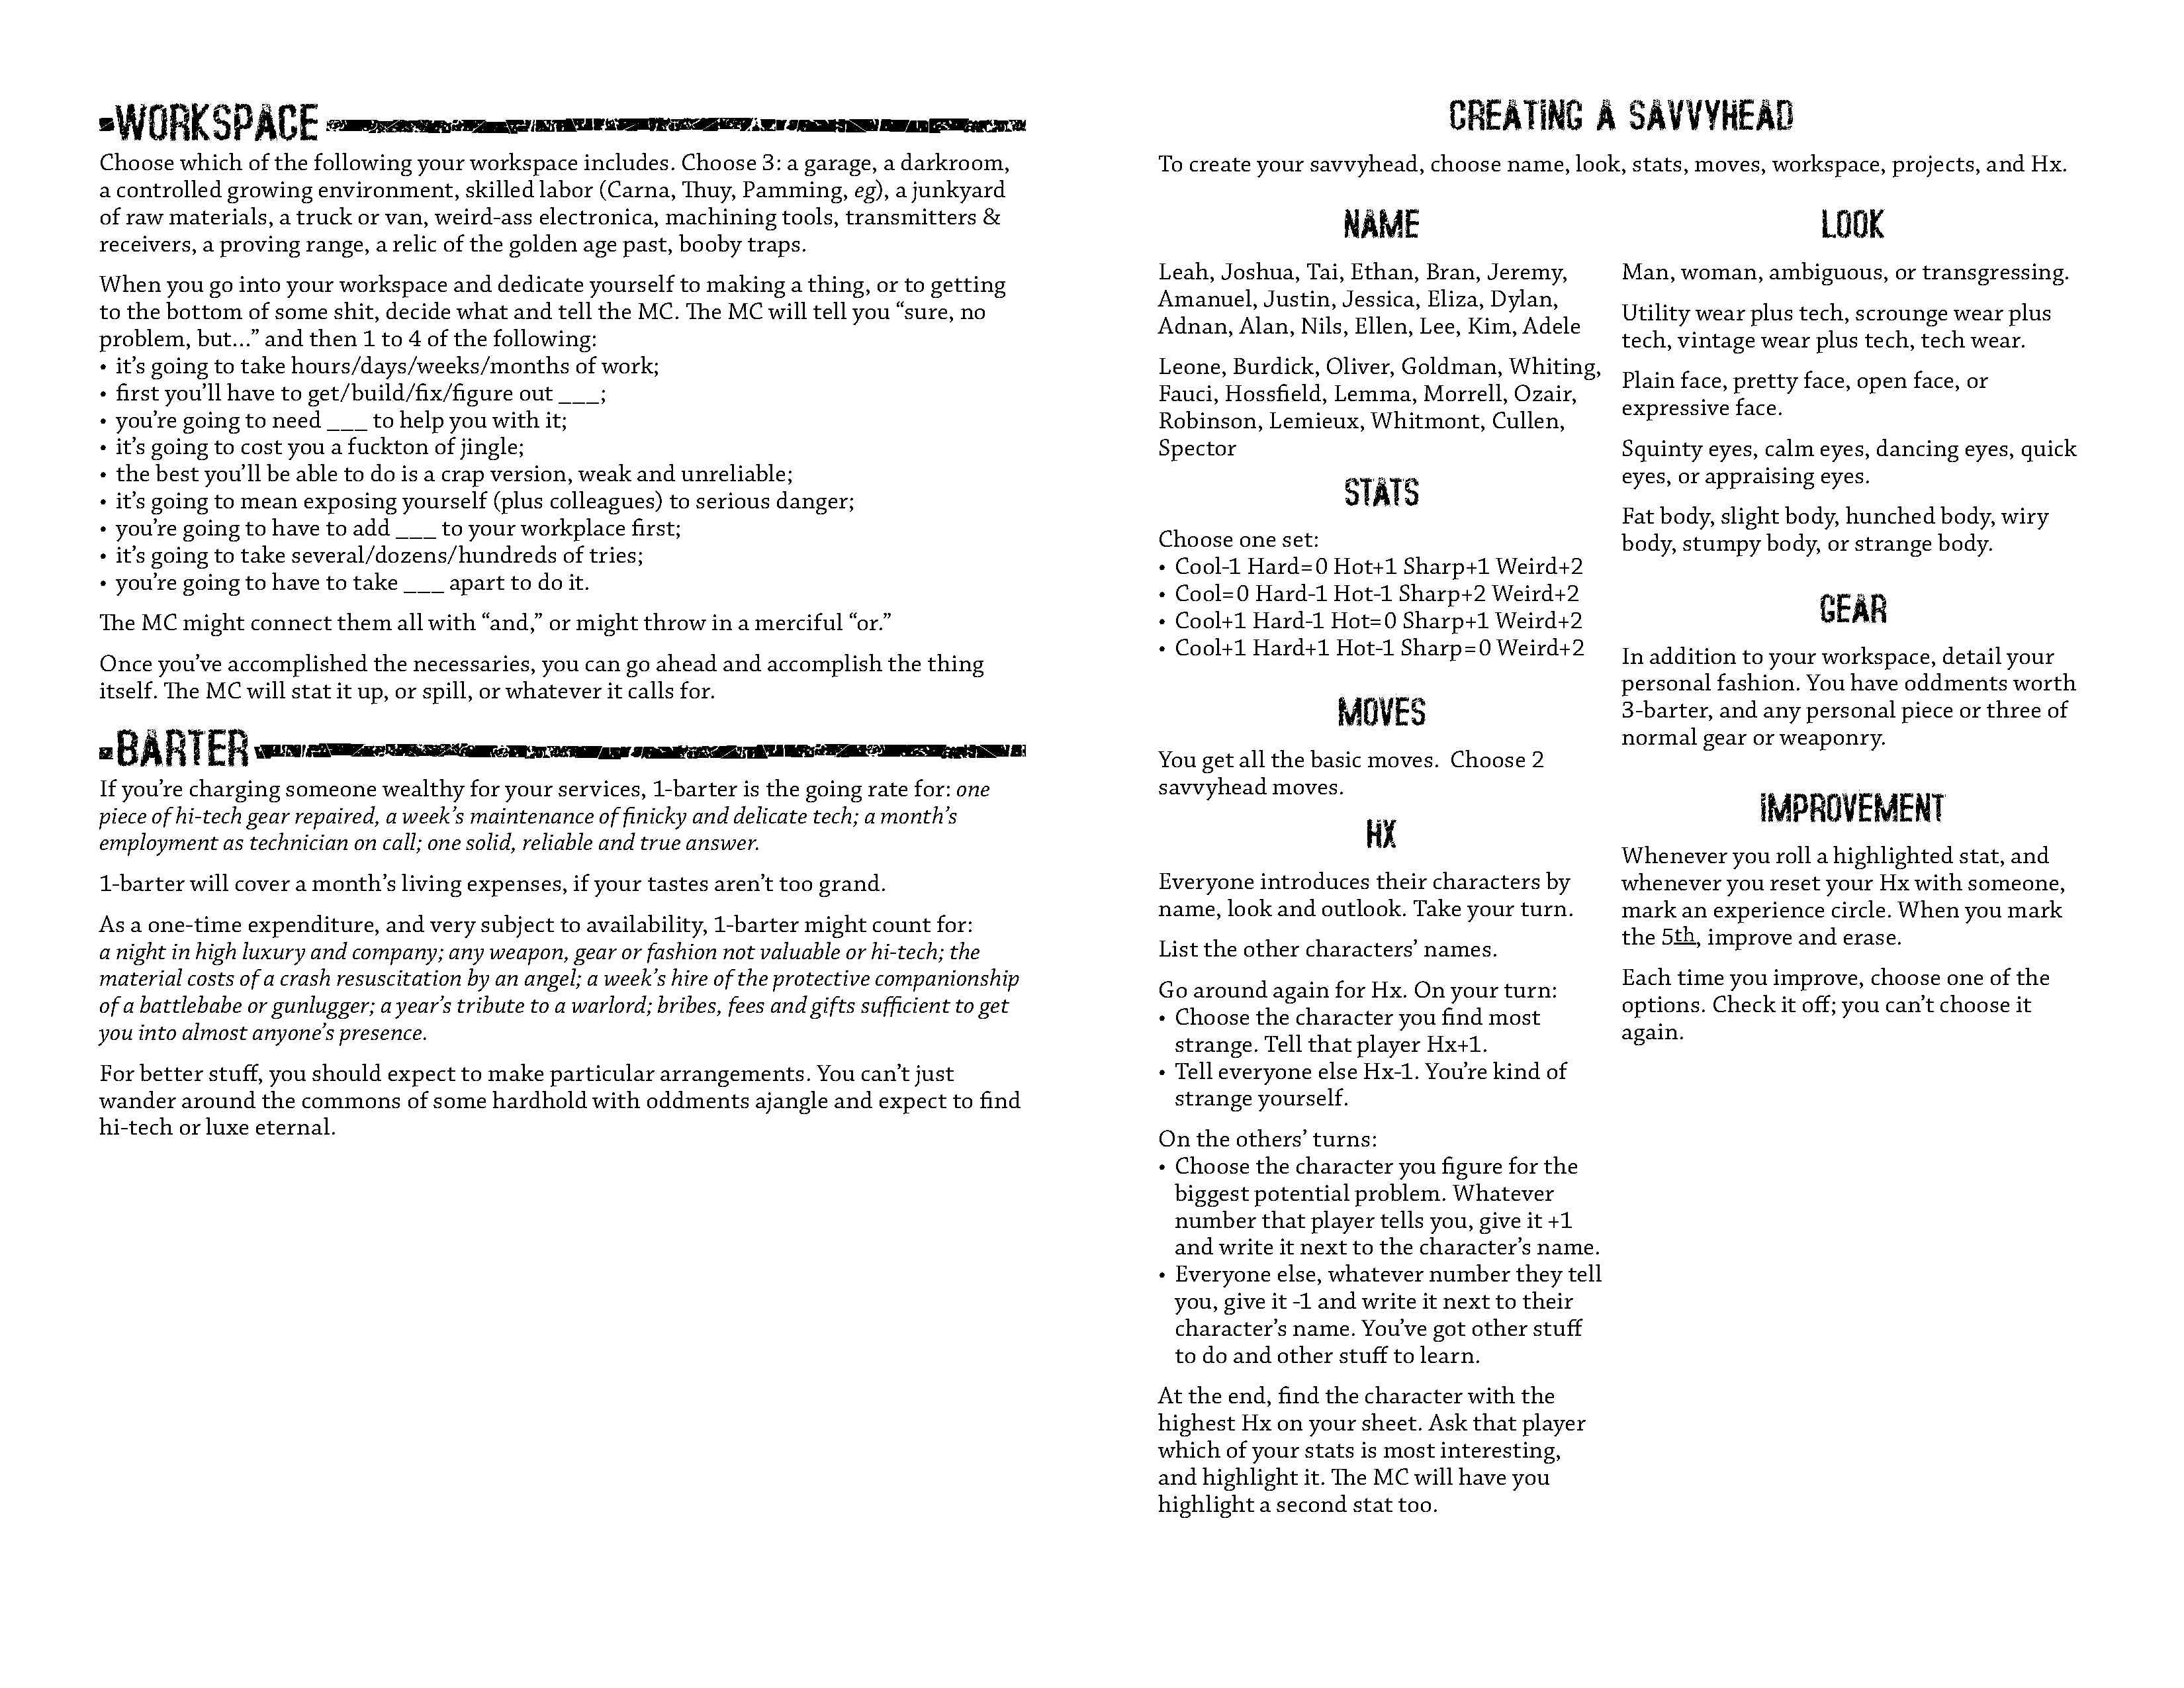 WORKSPACE
Choose which of the following your workspace includes. Choose 3: a garage, a darkroom,
a controlled growing environment, skilled labor (Carna, Thuy, Pamming, eg), a junkyard
of raw materials, a truck or van, weird-ass electronica, machining tools, transmitters &
receivers, a proving range, a relic of the golden age past, booby traps.
When you go into your workspace and dedicate yourself to making a thing, or to getting
to the bottom of some shit, decide what and tell the MC. The MC will tell you “sure, no
problem, but…” and then 1 to 4 of the following:
• it’s going to take hours/days/weeks/months of work;
• first you’ll have to get/build/fix/figure out ___;
• you’re going to need ___ to help you with it;
• it’s going to cost you a fuckton of jingle;
• the best you’ll be able to do is a crap version, weak and unreliable;
• it’s going to mean exposing yourself (plus colleagues) to serious danger;
• you’re going to have to add ___ to your workplace first;
• it’s going to take several/dozens/hundreds of tries;
• you’re going to have to take ___ apart to do it.
The MC might connect them all with “and,” or might throw in a merciful “or.”
Once you’ve accomplished the necessaries, you can go ahead and accomplish the thing
itself. The MC will stat it up, or spill, or whatever it calls for.
BARTER
If you’re charging someone wealthy for your services, 1-barter is the going rate for: one
piece of hi-tech gear repaired, a week’s maintenance of finicky and delicate tech; a month’s
employment as technician on call; one solid, reliable and true answer.
1-barter will cover a month’s living expenses, if your tastes aren’t too grand.
As a one-time expenditure, and very subject to availability, 1-barter might count for:
a night in high luxury and company; any weapon, gear or fashion not valuable or hi-tech; the
material costs of a crash resuscitation by an angel; a week’s hire of the protective companionship
of a battlebabe or gunlugger; a year’s tribute to a warlord; bribes, fees and gifts sufficient to get
you into almost anyone’s presence.
For better stuff, you should expect to make particular arrangements. You can’t just
wander around the commons of some hardhold with oddments ajangle and expect to find
hi-tech or luxe eternal.
CREATING A SAVVYHEAD
To create your savvyhead, choose name, look, stats, moves, workspace, projects, and Hx.
NAME
Leah, Joshua, Tai, Ethan, Bran, Jeremy,
Amanuel, Justin, Jessica, Eliza, Dylan,
Adnan, Alan, Nils, Ellen, Lee, Kim, Adele
Leone, Burdick, Oliver, Goldman, Whiting,
Fauci, Hossfield, Lemma, Morrell, Ozair,
Robinson, Lemieux, Whitmont, Cullen,
Spector
STATS
Choose one set:
• Cool-1 Hard=0 Hot+1 Sharp+1 Weird+2
• Cool=0 Hard-1 Hot-1 Sharp+2 Weird+2
• Cool+1 Hard-1 Hot=0 Sharp+1 Weird+2
• Cool+1 Hard+1 Hot-1 Sharp=0 Weird+2
MOVES
You get all the basic moves. Choose 2
savvyhead moves.
HX
Everyone introduces their characters by
name, look and outlook. Take your turn.
List the other characters’ names.
Go around again for Hx. On your turn:
• Choose the character you find most
strange. Tell that player Hx+1.
• Tell everyone else Hx-1. You’re kind of
strange yourself.
On the others’ turns:
• Choose the character you figure for the
biggest potential problem. Whatever
number that player tells you, give it +1
and write it next to the character’s name.
• Everyone else, whatever number they tell
you, give it -1 and write it next to their
character’s name. You’ve got other stuff
to do and other stuff to learn.
At the end, find the character with the
highest Hx on your sheet. Ask that player
which of your stats is most interesting,
and highlight it. The MC will have you
highlight a second stat too.
LOOK
Man, woman, ambiguous, or transgressing.
Utility wear plus tech, scrounge wear plus
tech, vintage wear plus tech, tech wear.
Plain face, pretty face, open face, or
expressive face.
Squinty eyes, calm eyes, dancing eyes, quick
eyes, or appraising eyes.
Fat body, slight body, hunched body, wiry
body, stumpy body, or strange body.
GEAR
In addition to your workspace, detail your
personal fashion. You have oddments worth
3-barter, and any personal piece or three of
normal gear or weaponry.
IMPROVEMENT
Whenever you roll a highlighted stat, and
whenever you reset your Hx with someone,
mark an experience circle. When you mark
the 5th, improve and erase.
Each time you improve, choose one of the
options. Check it off; you can’t choose it
again.